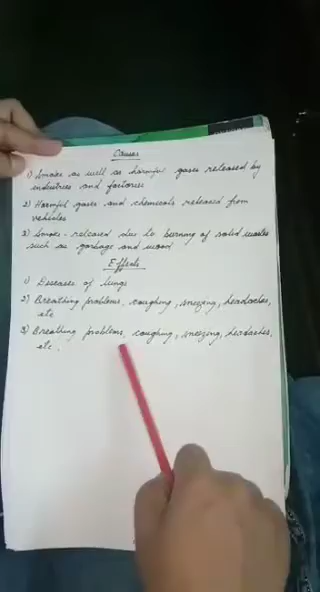 Causes
1) Smoke as well as harmful gases released by
industries and factories
2) Harmful gases and chemicals released from
vehicles
3) Smoke released due to burning of solid wastes
such as garbage and wood
Effects
1) Diseases of lungs
2) Breathing problems, coughing, sneezing, headaches,
etc
3) Breathing problems, coughing, sneezing, headaches,
etc.